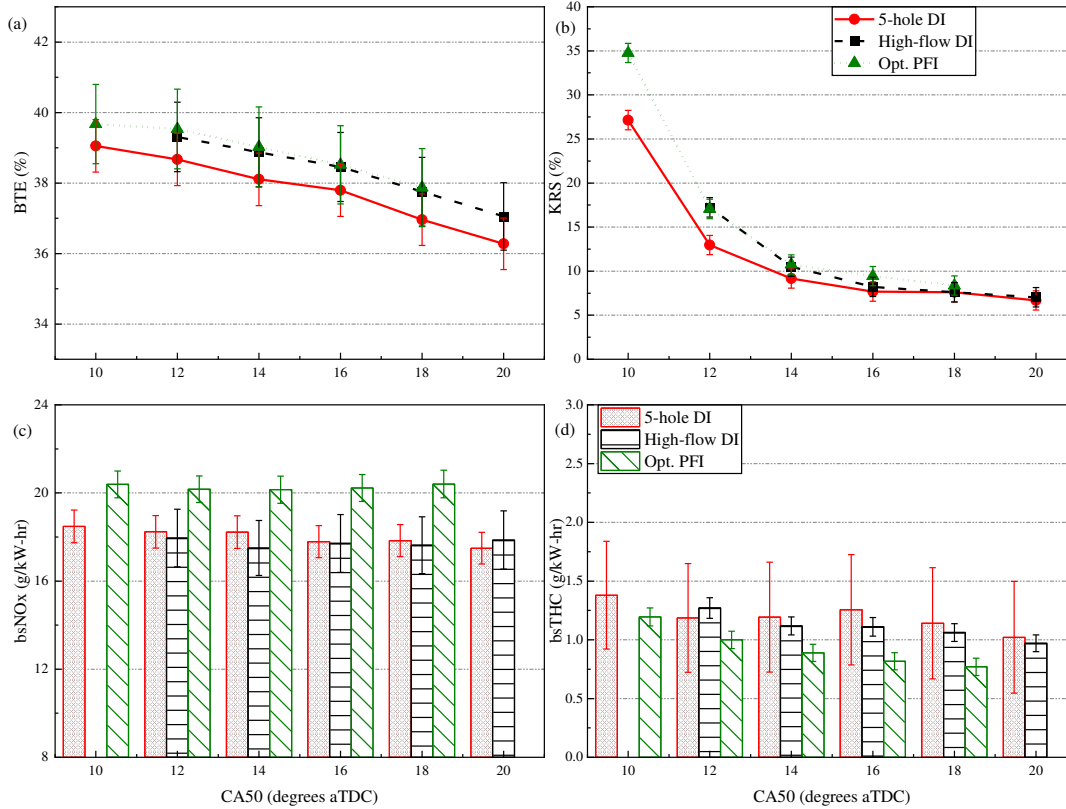 (a)
42
40
38
36
34
BTE (%)
10 12 14 16 18 20
(b)
5-hole DI
High-flow DI
Opt. PFI
40
35
30
25
20
15
10
5
0
KRS (%)
10 12 14 16 18 20
(c)
24
20
16
12
8
bsNOx (g/kW-hr)
10 12 14 16 18 20
CA50 (degrees aTDC)
(d)
5-hole DI
High-flow DI
Opt. PFI
3.0
2.5
2.0
1.5
1.0
0.5
0.0
bsTHC (g/kW-hr)
10 12 14 16 18 20
CA50 (degrees aTDC)